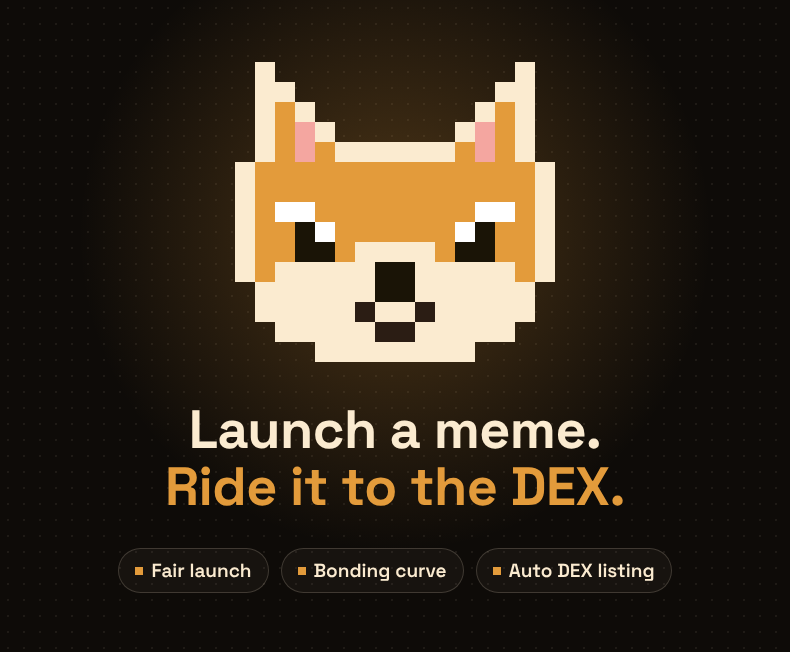 Launch a meme.
Ride it to the DEX.
Fair launch
Bonding curve
Auto DEX listing